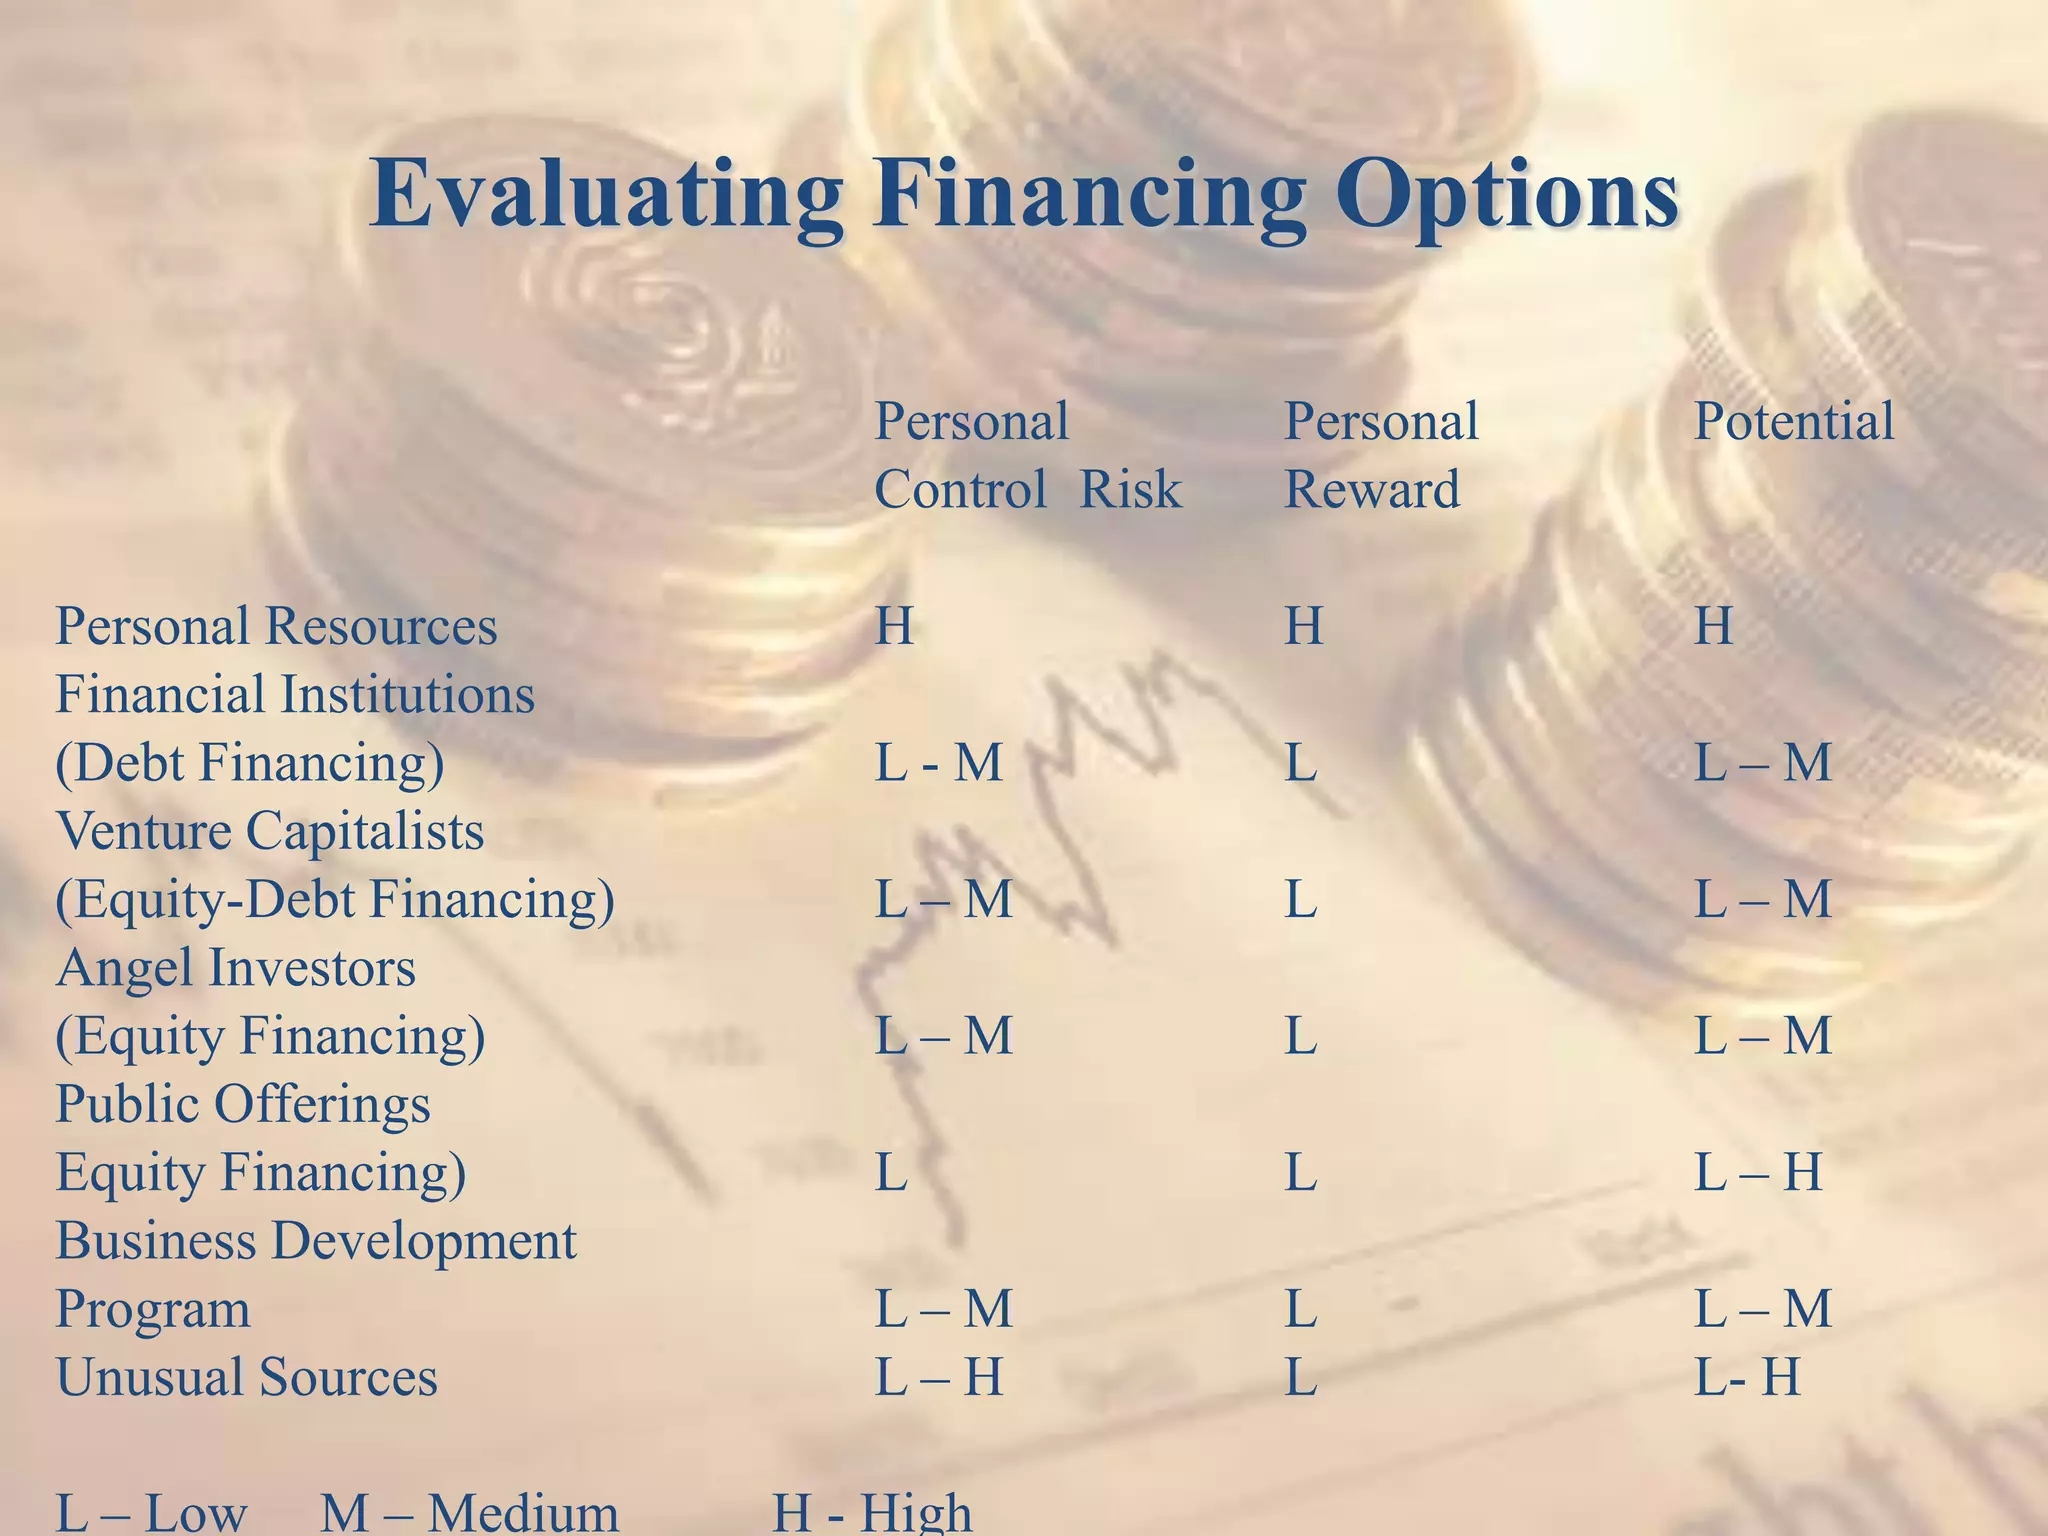 Evaluating Financing Options
Personal Personal Potential
Control Risk Reward
Personal Resources H H H
Financial Institutions
(Debt Financing) L - M L L – M
Venture Capitalists
(Equity-Debt Financing) L – M L L – M
Angel Investors
(Equity Financing) L – M L L – M
Public Offerings
Equity Financing) L L L – H
Business Development
Program L – M L L – M
Unusual Sources L – H L L- H
L – Low M – Medium H - High